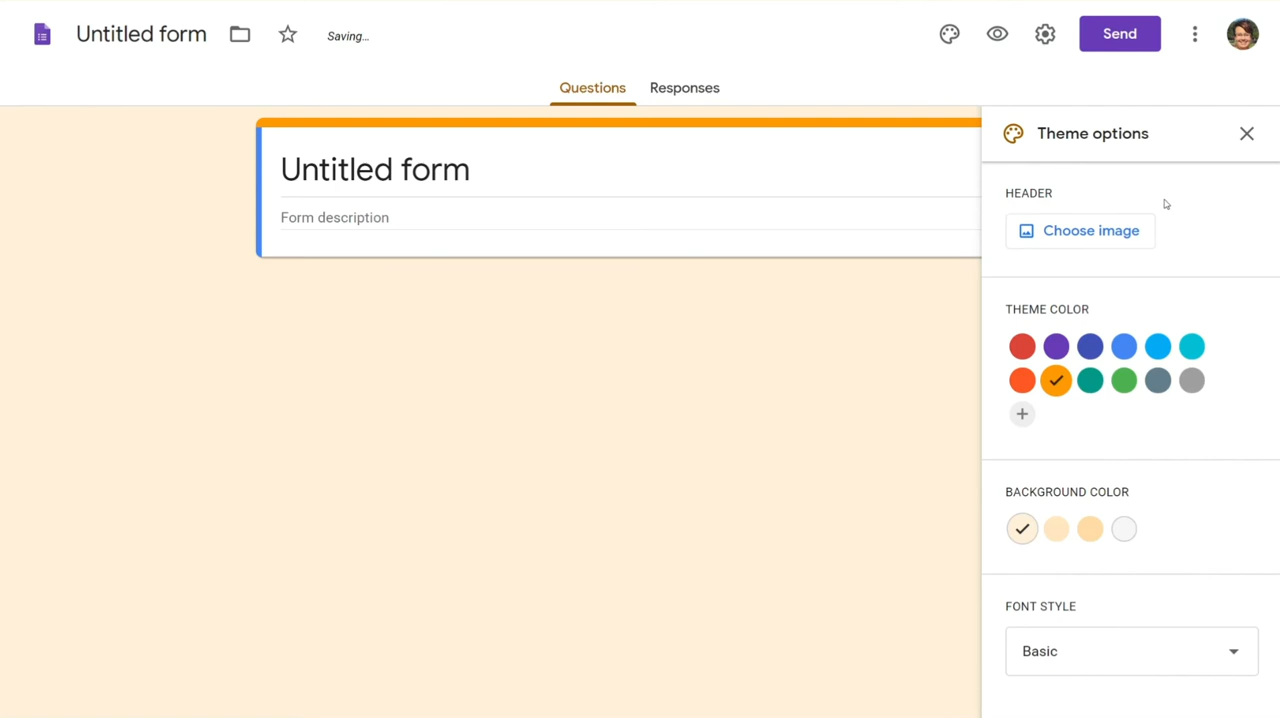 Untitled form
Saving...
Send
Questions
Responses
Untitled form
Form description
Theme options
HEADER
Choose image
THEME COLOR
BACKGROUND COLOR
FONT STYLE
Basic